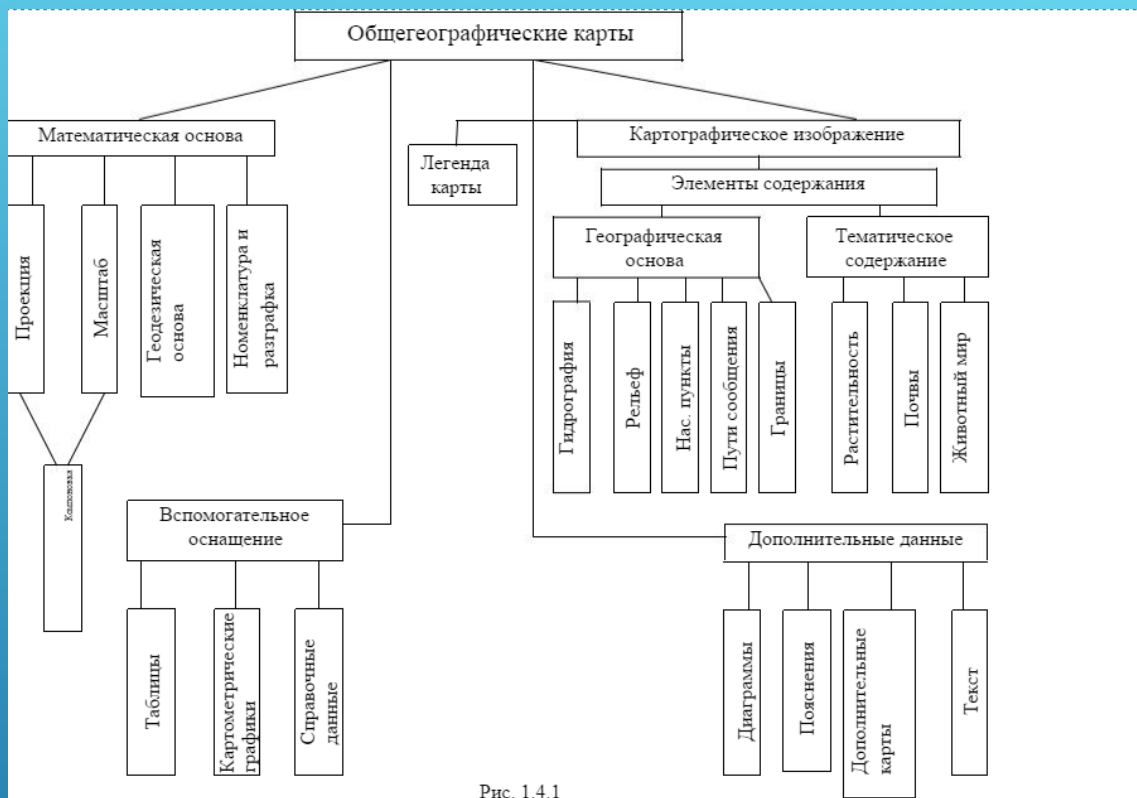 Общегеографические карты
Математическая основа
Картографическое изображение
Легенда
карты
Элементы содержания
Географическая
основа
Тематическое
содержание
Проекция
Масштаб
Геодезическая
основа
Номенклатура и
разграфка
Гидрография
Рельеф
Нас. пункты
Пути сообщения
Границы
Растительность
Почвы
Животный мир
Вспомогательное
оснащение
Дополнительные данные
Таблицы
Картометрические
графики
Справочные
данные
Диаграммы
Пояснения
Дополнительные
карты
Текст
Рис. 1.4.1